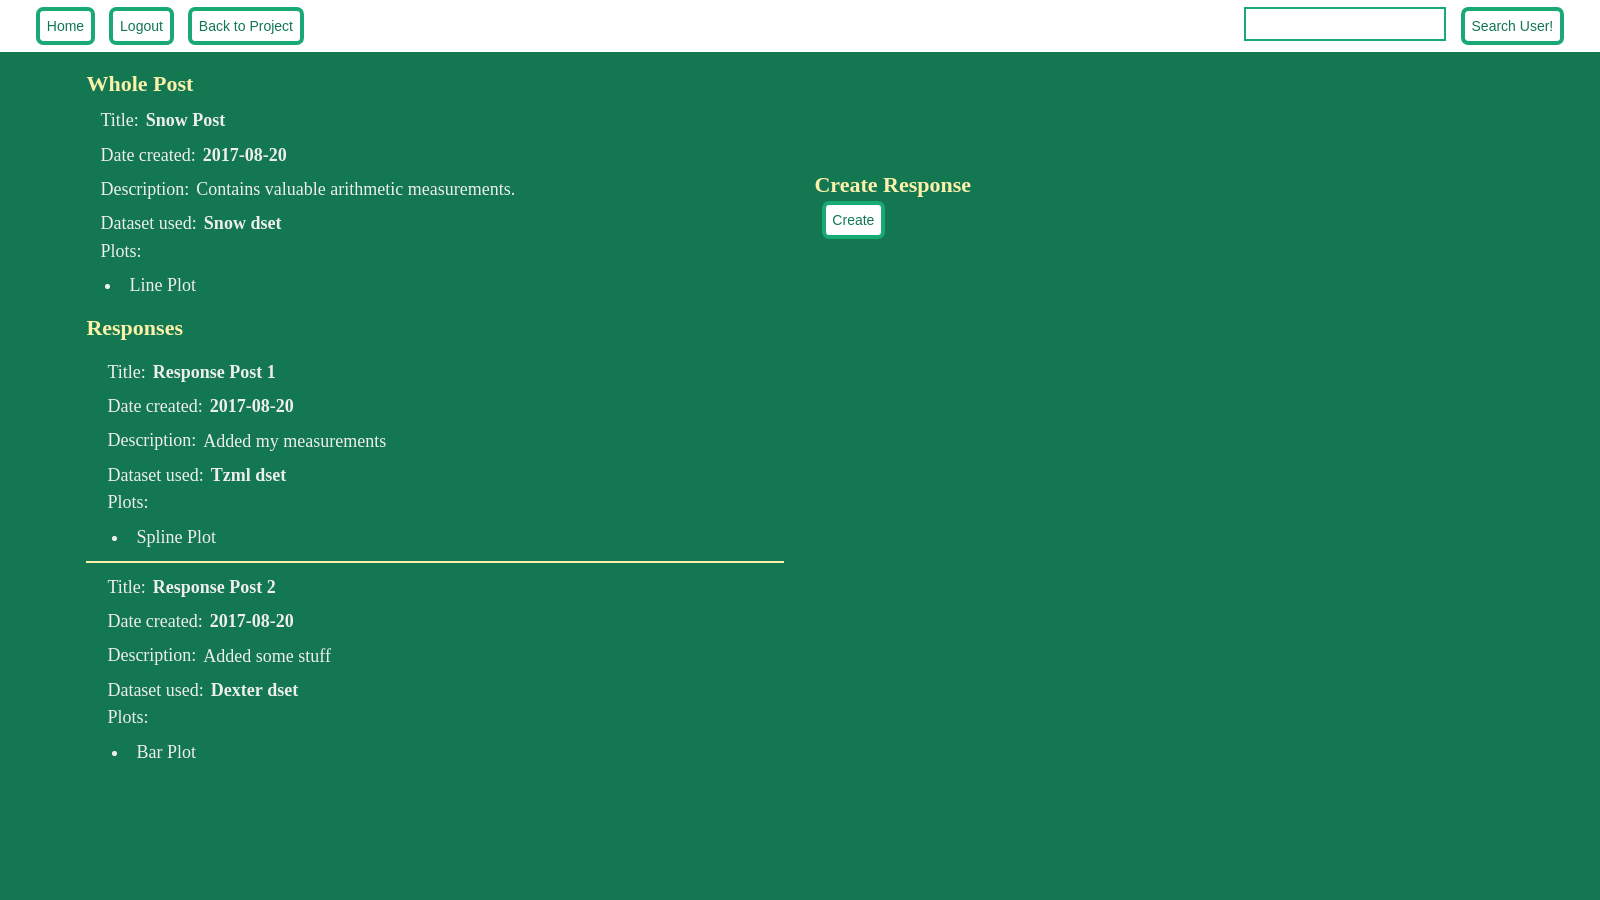 Home Logout Back to Project Search User!
Whole Post
Title: Snow Post
Date created: 2017-08-20
Description: Contains valuable arithmetic measurements.
Dataset used: Snow dset
Plots:
• Line Plot
Responses
Title: Response Post 1
Date created: 2017-08-20
Description: Added my measurements
Dataset used: Tzml dset
Plots:
• Spline Plot
Title: Response Post 2
Date created: 2017-08-20
Description: Added some stuff
Dataset used: Dexter dset
Plots:
• Bar Plot
Create Response
Create